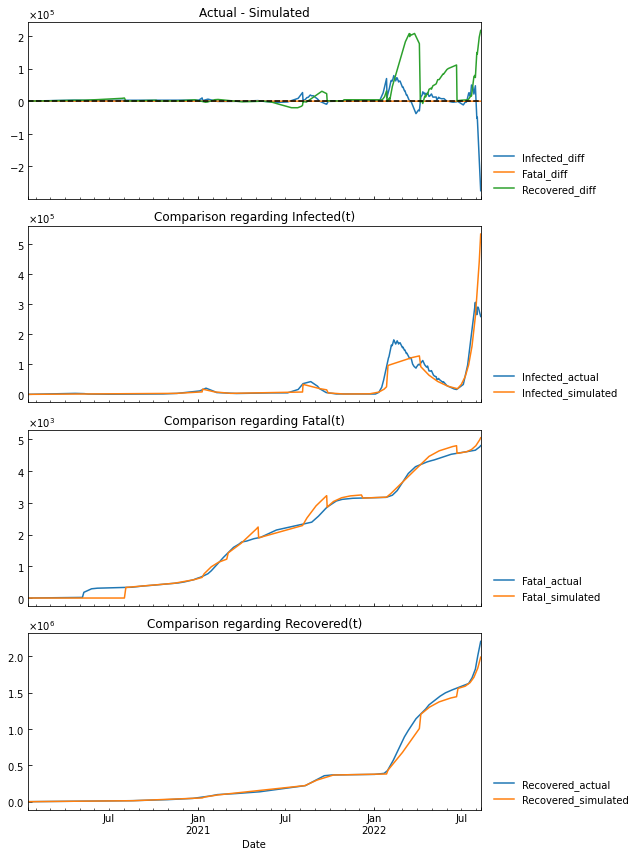 Actual - Simulated
×10⁵
2
1
0
−1
−2
Infected_diff
Fatal_diff
Recovered_diff
Comparison regarding Infected(t)
×10⁵
5
4
3
2
1
0
Infected_actual
Infected_simulated
Comparison regarding Fatal(t)
×10³
5
4
3
2
1
0
Fatal_actual
Fatal_simulated
Comparison regarding Recovered(t)
×10⁶
2.0
1.5
1.0
0.5
0.0
Recovered_actual
Recovered_simulated
Jul Jan Jul Jan Jul
2021 2022
Date